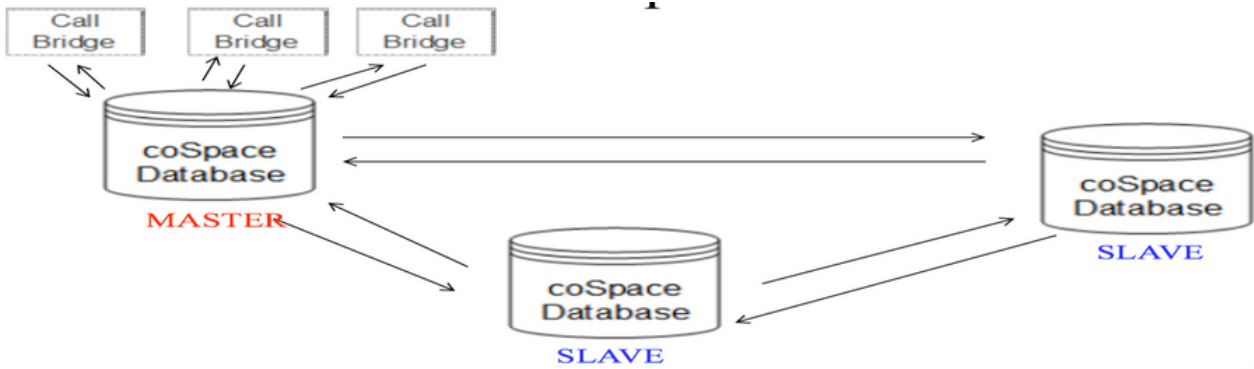 Call
Bridge
Call
Bridge
Call
Bridge
coSpace
Database
MASTER
coSpace
Database
SLAVE
coSpace
Database
SLAVE